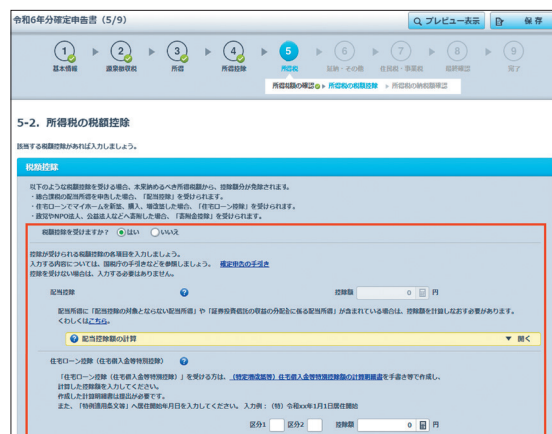 令和6年分確定申告書 (5/9)
プレビュー表示
保 存
1 2 3 4 5 6 7 8 9
基本情報 源泉徴収税 所得 所得控除 所得税 延納・その他 住民税・事業税 最終確認 完了
所得税額の確認 ▶ 所得税の税額控除 ▶ 所得税の納税額確認
5-2. 所得税の税額控除
該当する税額控除があれば入力しましょう。
税額控除
以下のような税額控除を受ける場合、本来納めるべき所得税額から、控除額分が免除されます。
・総合課税の配当所得を申告した場合、「配当控除」を受けられます。
・住宅ローンでマイホームを新築、購入、増改築した場合、「住宅ローン控除」を受けられます。
・政党やNPO法人、公益法人などへ寄附した場合、「寄附金控除」を受けられます。
税額控除を受けますか？ はい いいえ
控除が受けられる税額控除の各項目を入力しましょう。
入力する内容については、国税庁の手引きなどを参照しましょう。 確定申告の手引き
控除を受けない場合は、入力する必要はありません。
配当控除 ? 控除額 0 円
配当所得に「配当控除の対象とならない配当所得」や「証券投資信託の収益の分配に係る配当所得」が含まれている場合は、控除額を計算しなおす必要があります。
くわしくはこちら。
? 配当控除額の計算 ▼ 開く
住宅ローン控除（住宅借入金等特別控除） ?
「住宅ローン控除（住宅借入金等特別控除）」を受ける方は、（特定増改築等）住宅借入金等特別控除額の計算明細書を手書き等で作成し、
計算した控除額を入力してください。
作成した計算明細書は提出が必要です。
また、「特例適用条文等」へ居住開始年月日を入力してください。 入力例：（特）令和xx年1月1日居住開始
区分1 区分2 控除額 0 円